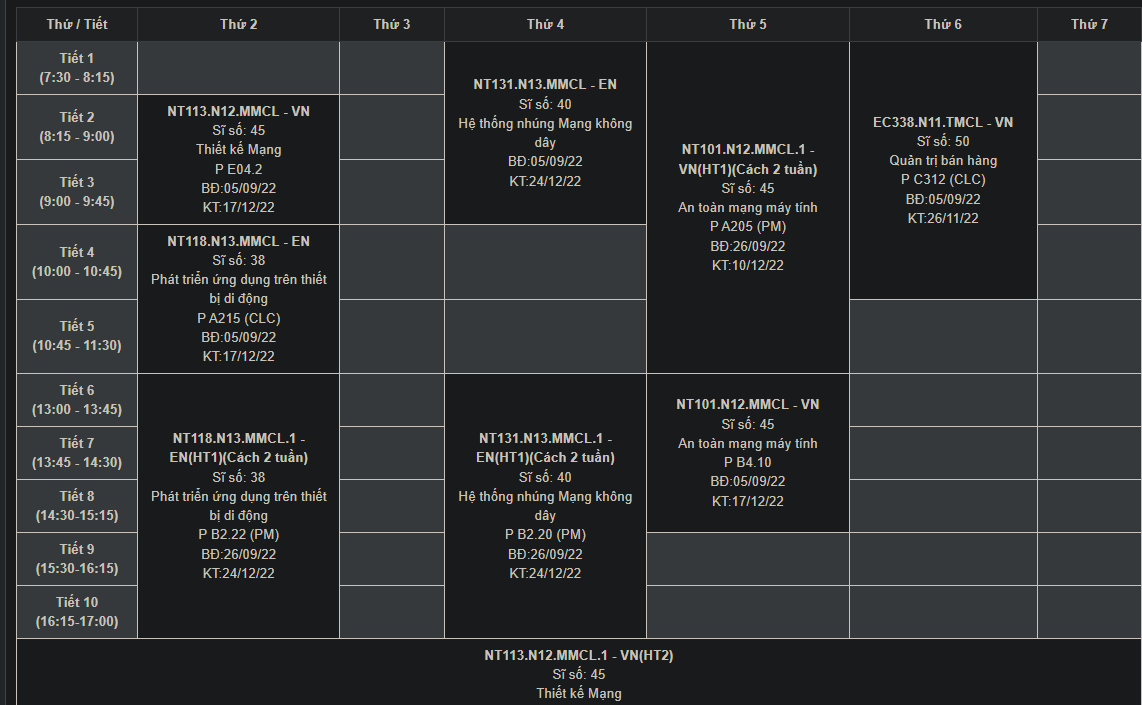 Thứ / Tiết
Thứ 2
Thứ 3
Thứ 4
Thứ 5
Thứ 6
Thứ 7
Tiết 1
(7:30 - 8:15)
Tiết 2
(8:15 - 9:00)
Tiết 3
(9:00 - 9:45)
Tiết 4
(10:00 - 10:45)
Tiết 5
(10:45 - 11:30)
Tiết 6
(13:00 - 13:45)
Tiết 7
(13:45 - 14:30)
Tiết 8
(14:30-15:15)
Tiết 9
(15:30-16:15)
Tiết 10
(16:15-17:00)
NT113.N12.MMCL - VN
Sĩ số: 45
Thiết kế Mạng
P E04.2
BĐ:05/09/22
KT:17/12/22
NT118.N13.MMCL - EN
Sĩ số: 38
Phát triển ứng dụng trên thiết
bị di động
P A215 (CLC)
BĐ:05/09/22
KT:17/12/22
NT118.N13.MMCL.1 -
EN(HT1)(Cách 2 tuần)
Sĩ số: 38
Phát triển ứng dụng trên thiết
bị di động
P B2.22 (PM)
BĐ:26/09/22
KT:24/12/22
NT131.N13.MMCL - EN
Sĩ số: 40
Hệ thống nhúng Mạng không
dây
BĐ:05/09/22
KT:24/12/22
NT131.N13.MMCL.1 -
EN(HT1)(Cách 2 tuần)
Sĩ số: 40
Hệ thống nhúng Mạng không
dây
P B2.20 (PM)
BĐ:26/09/22
KT:24/12/22
NT101.N12.MMCL.1 -
VN(HT1)(Cách 2 tuần)
Sĩ số: 45
An toàn mạng máy tính
P A205 (PM)
BĐ:26/09/22
KT:10/12/22
NT101.N12.MMCL - VN
Sĩ số: 45
An toàn mạng máy tính
P B4.10
BĐ:05/09/22
KT:17/12/22
EC338.N11.TMCL - VN
Sĩ số: 50
Quản trị bán hàng
P C312 (CLC)
BĐ:05/09/22
KT:26/11/22
NT113.N12.MMCL.1 - VN(HT2)
Sĩ số: 45
Thiết kế Mạng